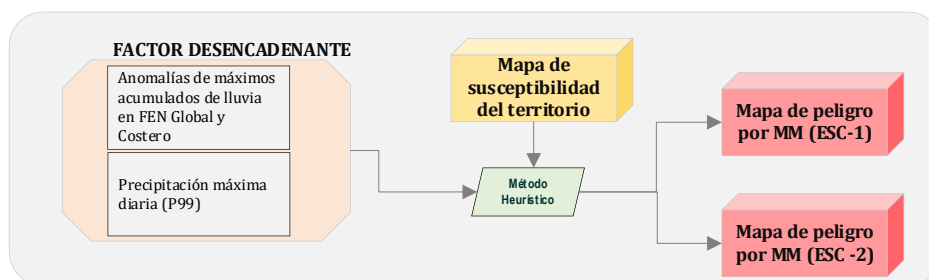 FACTOR DESENCADENANTE
Anomalías de máximos
acumulados de lluvia
en FEN Global y
Costero
Precipitación máxima
diaria (P99)
Mapa de
susceptibilidad
del territorio
Método
Heurístico
Mapa de peligro
por MM (ESC-1)
Mapa de peligro
por MM (ESC -2)